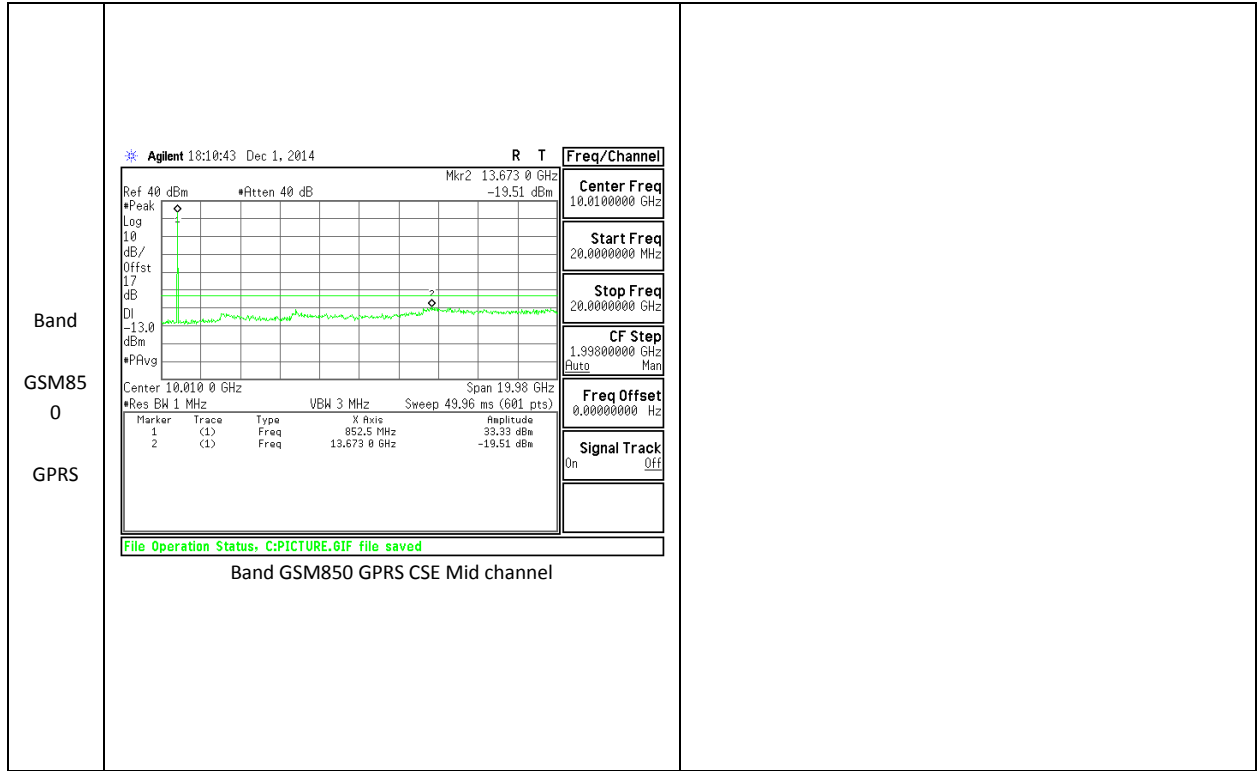 Band
GSM85
0
GPRS
Agilent 18:10:43 Dec 1, 2014 R T
Mkr2 13.673 0 GHz
Ref 40 dBm #Atten 40 dB -19.51 dBm
#Peak
Log
10
dB/
Offst
17
dB
DI
-13.0
dBm
#PAvg
1
2
Center 10.010 0 GHz Span 19.98 GHz
#Res BW 1 MHz VBW 3 MHz Sweep 49.96 ms (601 pts)
Marker Trace Type X Axis Amplitude
1 (1) Freq 852.5 MHz 33.33 dBm
2 (1) Freq 13.673 0 GHz -19.51 dBm
File Operation Status, C:PICTURE.GIF file saved
Freq/Channel
Center Freq
10.0100000 GHz
Start Freq
20.0000000 MHz
Stop Freq
20.0000000 GHz
CF Step
1.99800000 GHz
Auto Man
Freq Offset
0.00000000 Hz
Signal Track
On Off
Band GSM850 GPRS CSE Mid channel